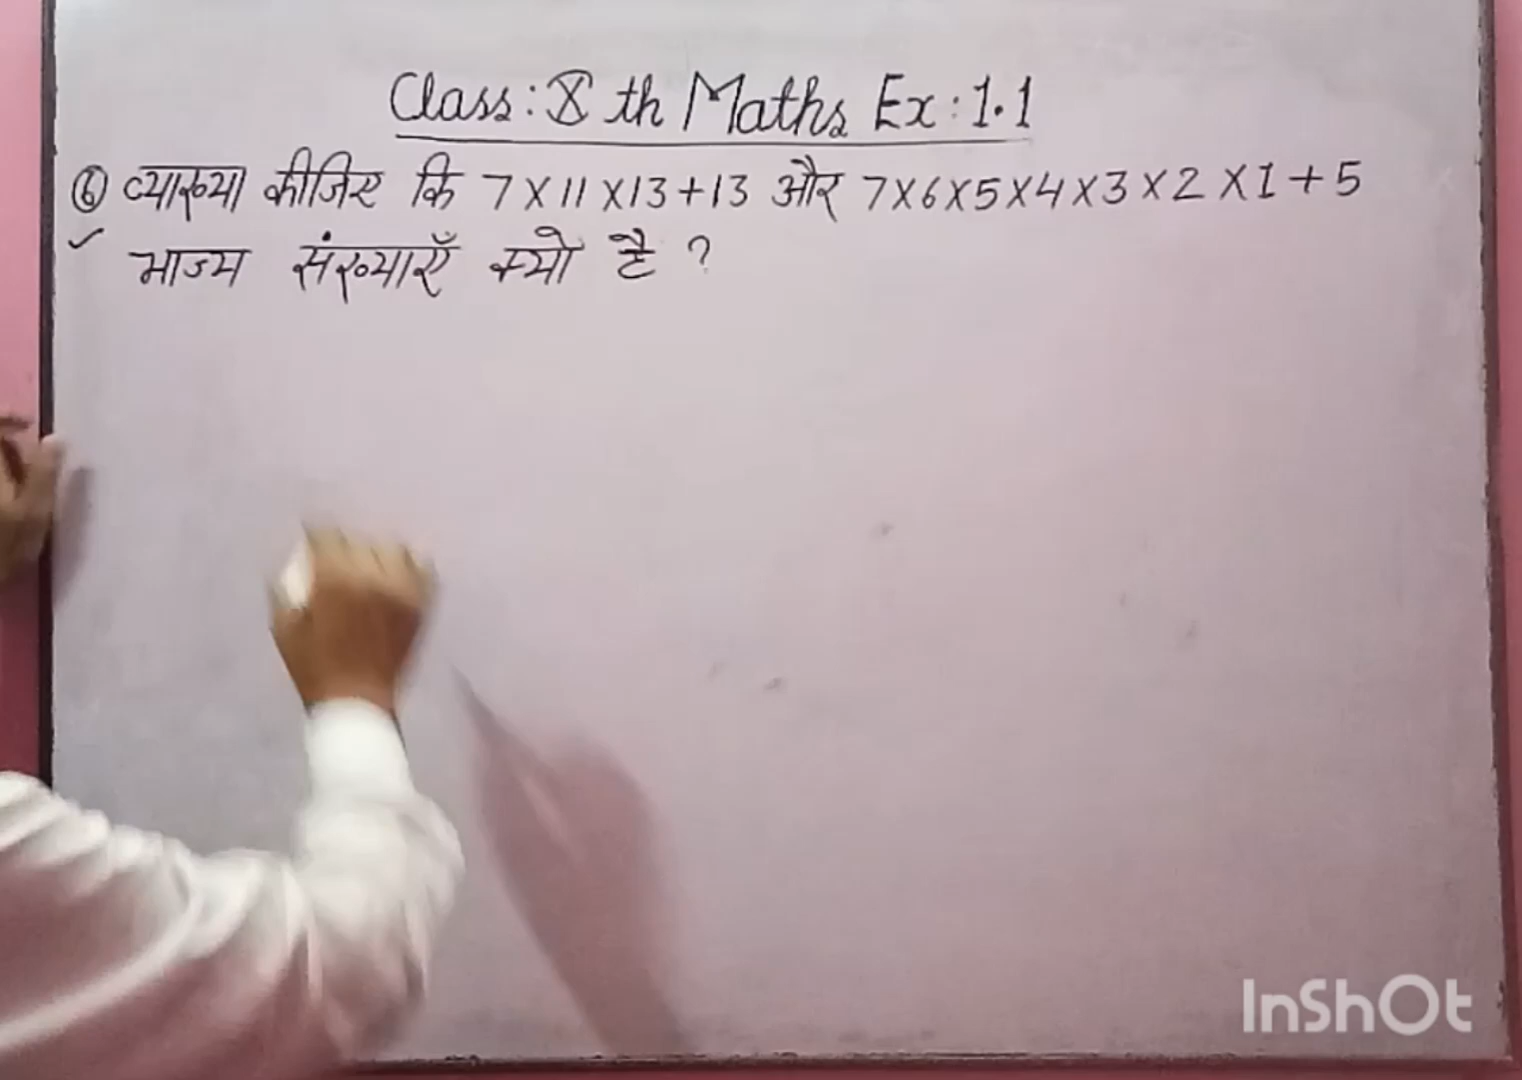 Class: X th Maths Ex: 1.1
⑥ व्याख्या कीजिए कि 7 × 11 × 13 + 13 और 7 × 6 × 5 × 4 × 3 × 2 × 1 + 5
भाज्य संख्याएँ क्यों है ?
InShOt